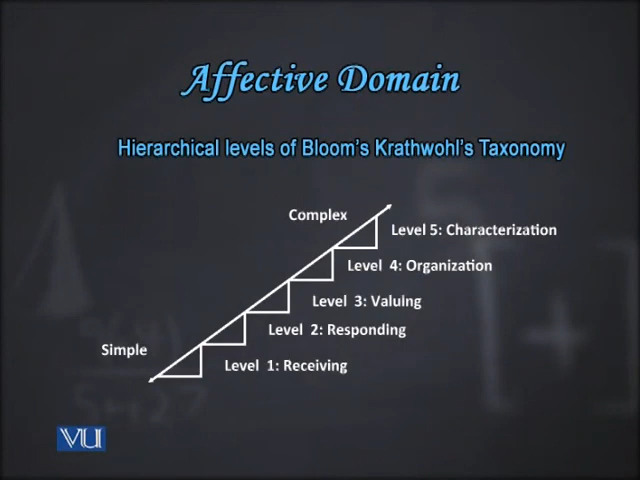 Affective Domain
Hierarchical levels of Bloom's Krathwohl's Taxonomy
Complex
Level 5: Characterization
Level 4: Organization
Level 3: Valuing
Level 2: Responding
Simple
Level 1: Receiving
VU